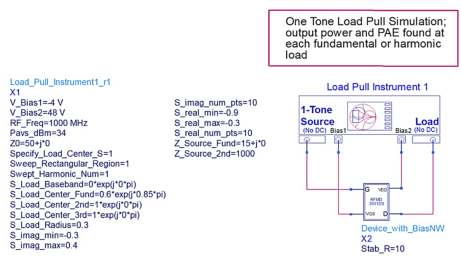 One Tone Load Pull Simulation;
output power and PAE found at
each fundamental or harmonic
load
Load_Pull_Instrument1_r1
X1
V_Bias1=-4 V
V_Bias2=48 V
RF_Freq=1000 MHz
Pavs_dBm=34
Z0=50+j*0
Specify_Load_Center_S=1
Sweep_Rectangular_Region=1
Swept_Harmonic_Num=1
S_Load_Baseband=0*exp(j*0*pi)
S_Load_Center_Fund=0.6*exp(j*0.85*pi)
S_Load_Center_2nd=1*exp(j*0*pi)
S_Load_Center_3rd=1*exp(j*0*pi)
S_Load_Radius=0.3
S_imag_min=-0.3
S_imag_max=0.4
S_imag_num_pts=10
S_real_min=-0.9
S_real_max=-0.3
S_real_num_pts=10
Z_Source_Fund=15+j*0
Z_Source_2nd=1000
Load Pull Instrument 1
1-Tone
Source
(No DC)
Bias1
Bias2
Load
(No DC)
G
VGS
D
Device_with_BiasNW
X2
Stab_R=10